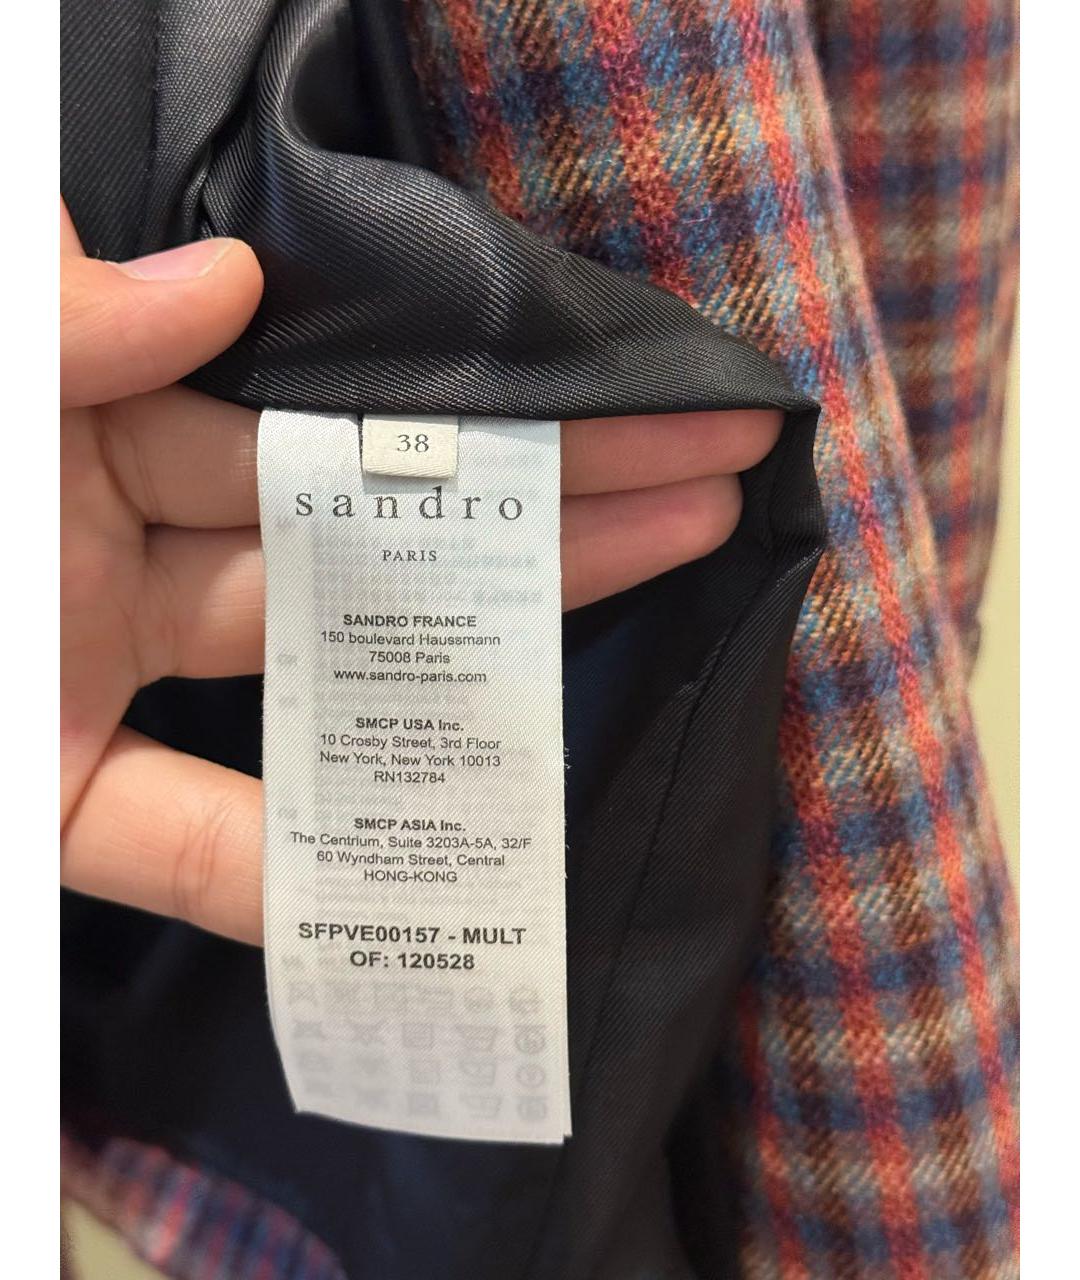 38
sandro
PARIS
SANDRO FRANCE
150 boulevard Haussmann
75008 Paris
www.sandro-paris.com
SMCP USA Inc.
10 Crosby Street, 3rd Floor
New York, New York 10013
RN132784
SMCP ASIA Inc.
The Centrium, Suite 3203A-5A, 32/F
60 Wyndham Street, Central
HONG-KONG
SFPVE00157 - MULT
OF: 120528